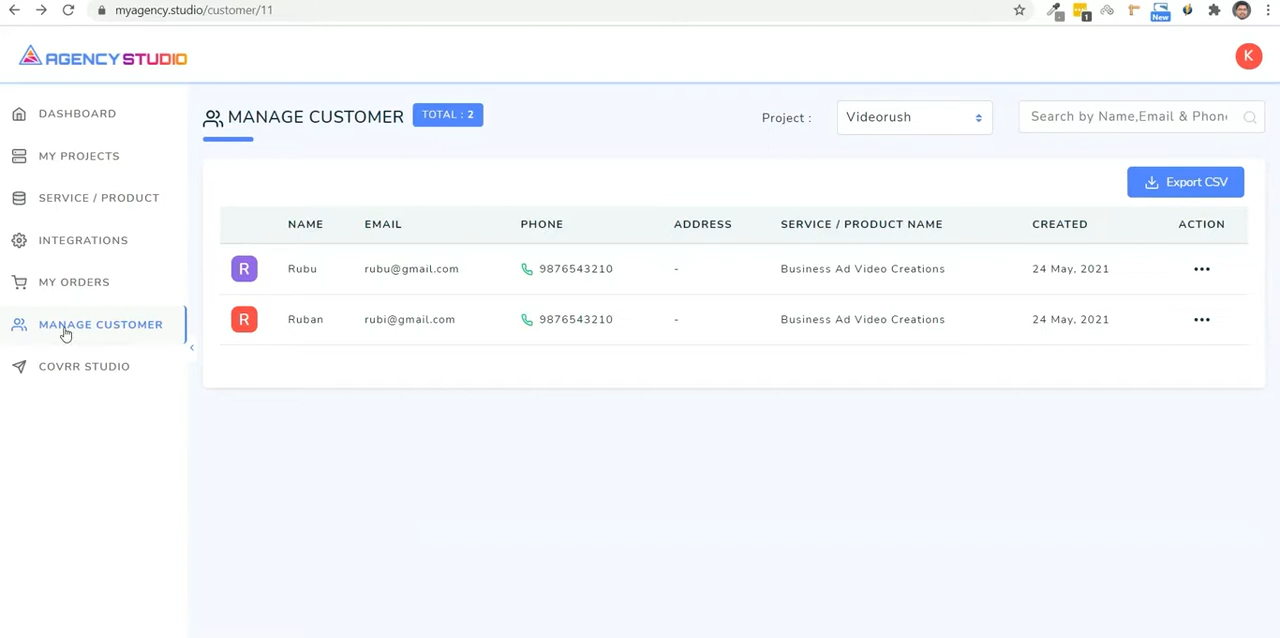 myagency.studio/customer/11
1
New
AGENCY STUDIO
K
DASHBOARD
MY PROJECTS
SERVICE / PRODUCT
INTEGRATIONS
MY ORDERS
MANAGE CUSTOMER
COVRR STUDIO
MANAGE CUSTOMER TOTAL : 2 Project : Videorush Search by Name,Email & Phon
Export CSV
NAME EMAIL PHONE ADDRESS SERVICE / PRODUCT NAME CREATED ACTION
R Rubu rubu@gmail.com 9876543210 - Business Ad Video Creations 24 May, 2021 •••
R Ruban rubi@gmail.com 9876543210 - Business Ad Video Creations 24 May, 2021 •••